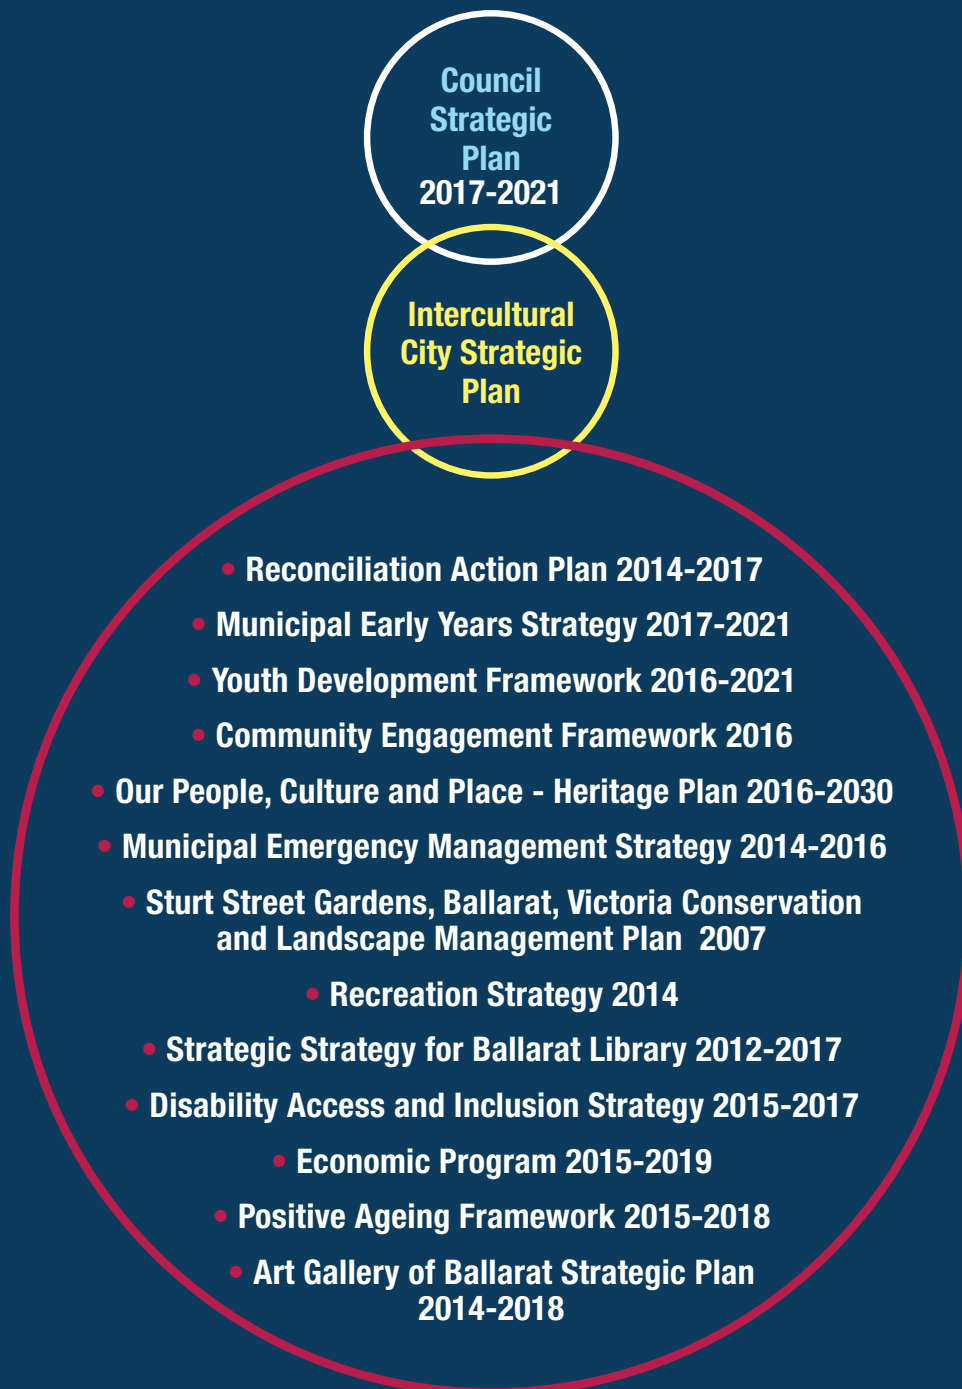 Council
Strategic
Plan
2017-2021
Intercultural
City Strategic
Plan
• Reconciliation Action Plan 2014-2017
• Municipal Early Years Strategy 2017-2021
• Youth Development Framework 2016-2021
• Community Engagement Framework 2016
• Our People, Culture and Place - Heritage Plan 2016-2030
• Municipal Emergency Management Strategy 2014-2016
• Sturt Street Gardens, Ballarat, Victoria Conservation
and Landscape Management Plan 2007
• Recreation Strategy 2014
• Strategic Strategy for Ballarat Library 2012-2017
• Disability Access and Inclusion Strategy 2015-2017
• Economic Program 2015-2019
• Positive Ageing Framework 2015-2018
• Art Gallery of Ballarat Strategic Plan
2014-2018